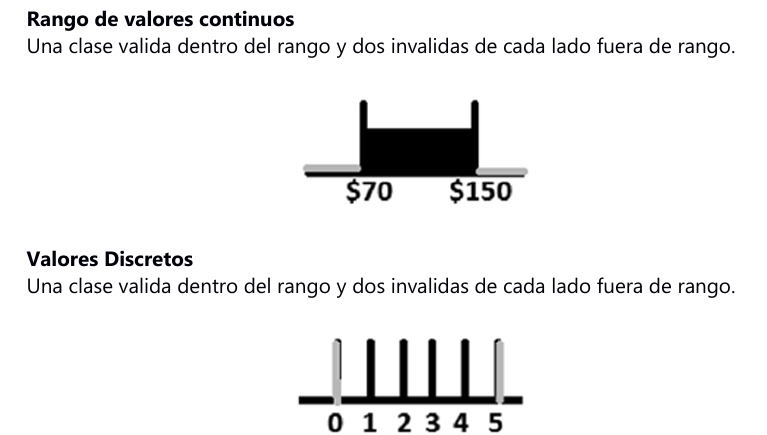 Rango de valores continuos
Una clase valida dentro del rango y dos invalidas de cada lado fuera de rango.
$70 $150
Valores Discretos
Una clase valida dentro del rango y dos invalidas de cada lado fuera de rango.
0 1 2 3 4 5